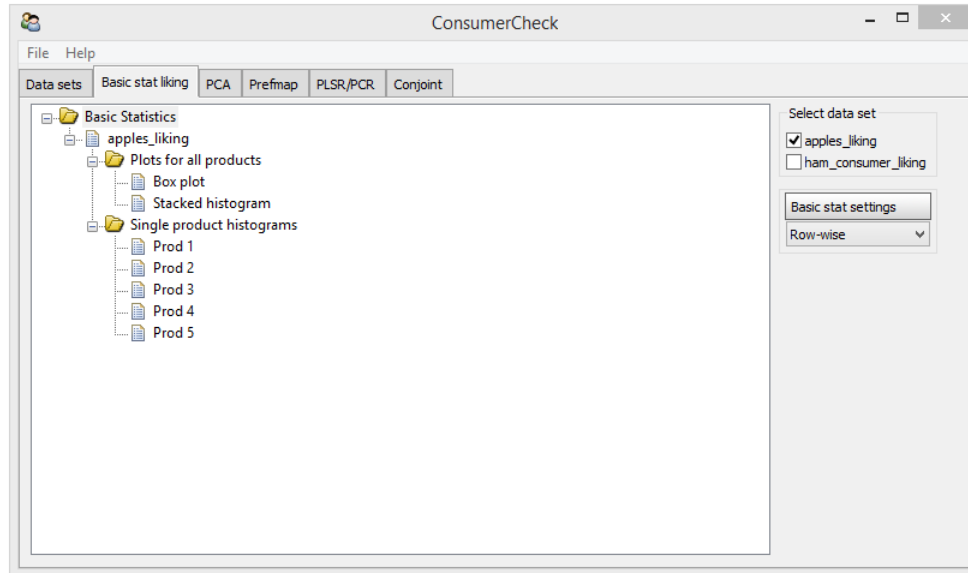 ConsumerCheck
File Help
Data sets Basic stat liking PCA Prefmap PLSR/PCR Conjoint
Basic Statistics
apples_liking
Plots for all products
Box plot
Stacked histogram
Single product histograms
Prod 1
Prod 2
Prod 3
Prod 4
Prod 5
Select data set
apples_liking
ham_consumer_liking
Basic stat settings
Row-wise